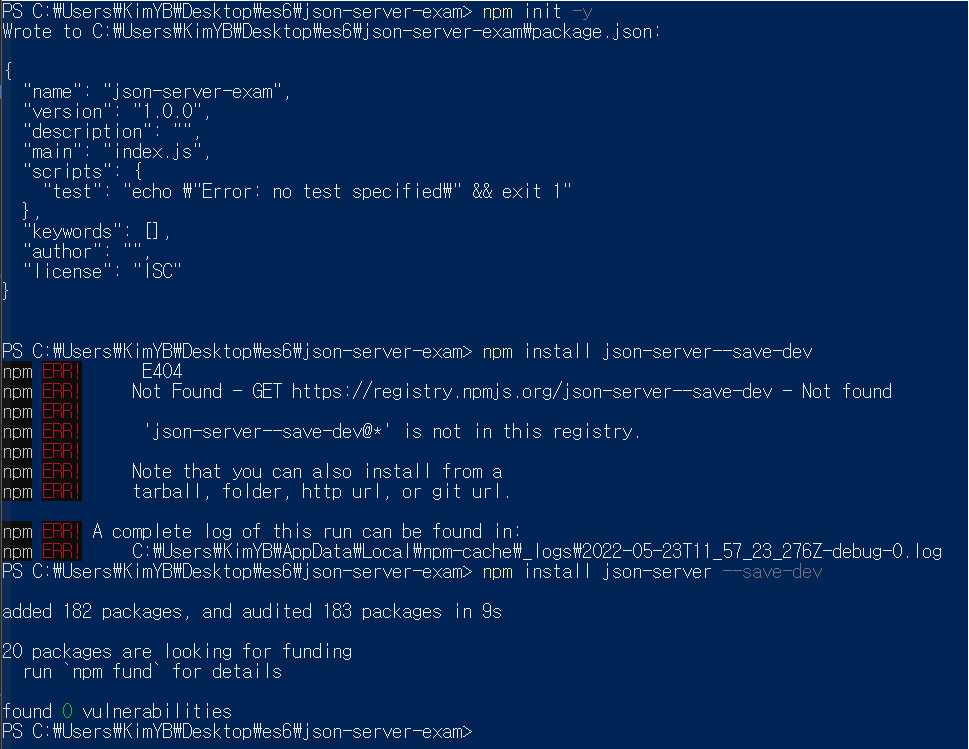 PS C:₩Users₩KimYB₩Desktop₩es6₩json-server-exam> npm init -y
Wrote to C:₩Users₩KimYB₩Desktop₩es6₩json-server-exam₩package.json:
{
  "name": "json-server-exam",
  "version": "1.0.0",
  "description": "",
  "main": "index.js",
  "scripts": {
    "test": "echo ₩"Error: no test specified₩" && exit 1"
  },
  "keywords": [],
  "author": "",
  "license": "ISC"
}
PS C:₩Users₩KimYB₩Desktop₩es6₩json-server-exam> npm install json-server--save-dev
npm ERR! E404
npm ERR! Not Found - GET https://registry.npmjs.org/json-server--save-dev - Not found
npm ERR!
npm ERR! 'json-server--save-dev@*' is not in this registry.
npm ERR!
npm ERR! Note that you can also install from a
npm ERR! tarball, folder, http url, or git url.
npm ERR! A complete log of this run can be found in:
npm ERR! C:₩Users₩KimYB₩AppData₩Local₩npm-cache₩_logs₩2022-05-23T11_57_23_276Z-debug-0.log
PS C:₩Users₩KimYB₩Desktop₩es6₩json-server-exam> npm install json-server --save-dev
added 182 packages, and audited 183 packages in 9s
20 packages are looking for funding
  run `npm fund` for details
found 0 vulnerabilities
PS C:₩Users₩KimYB₩Desktop₩es6₩json-server-exam>